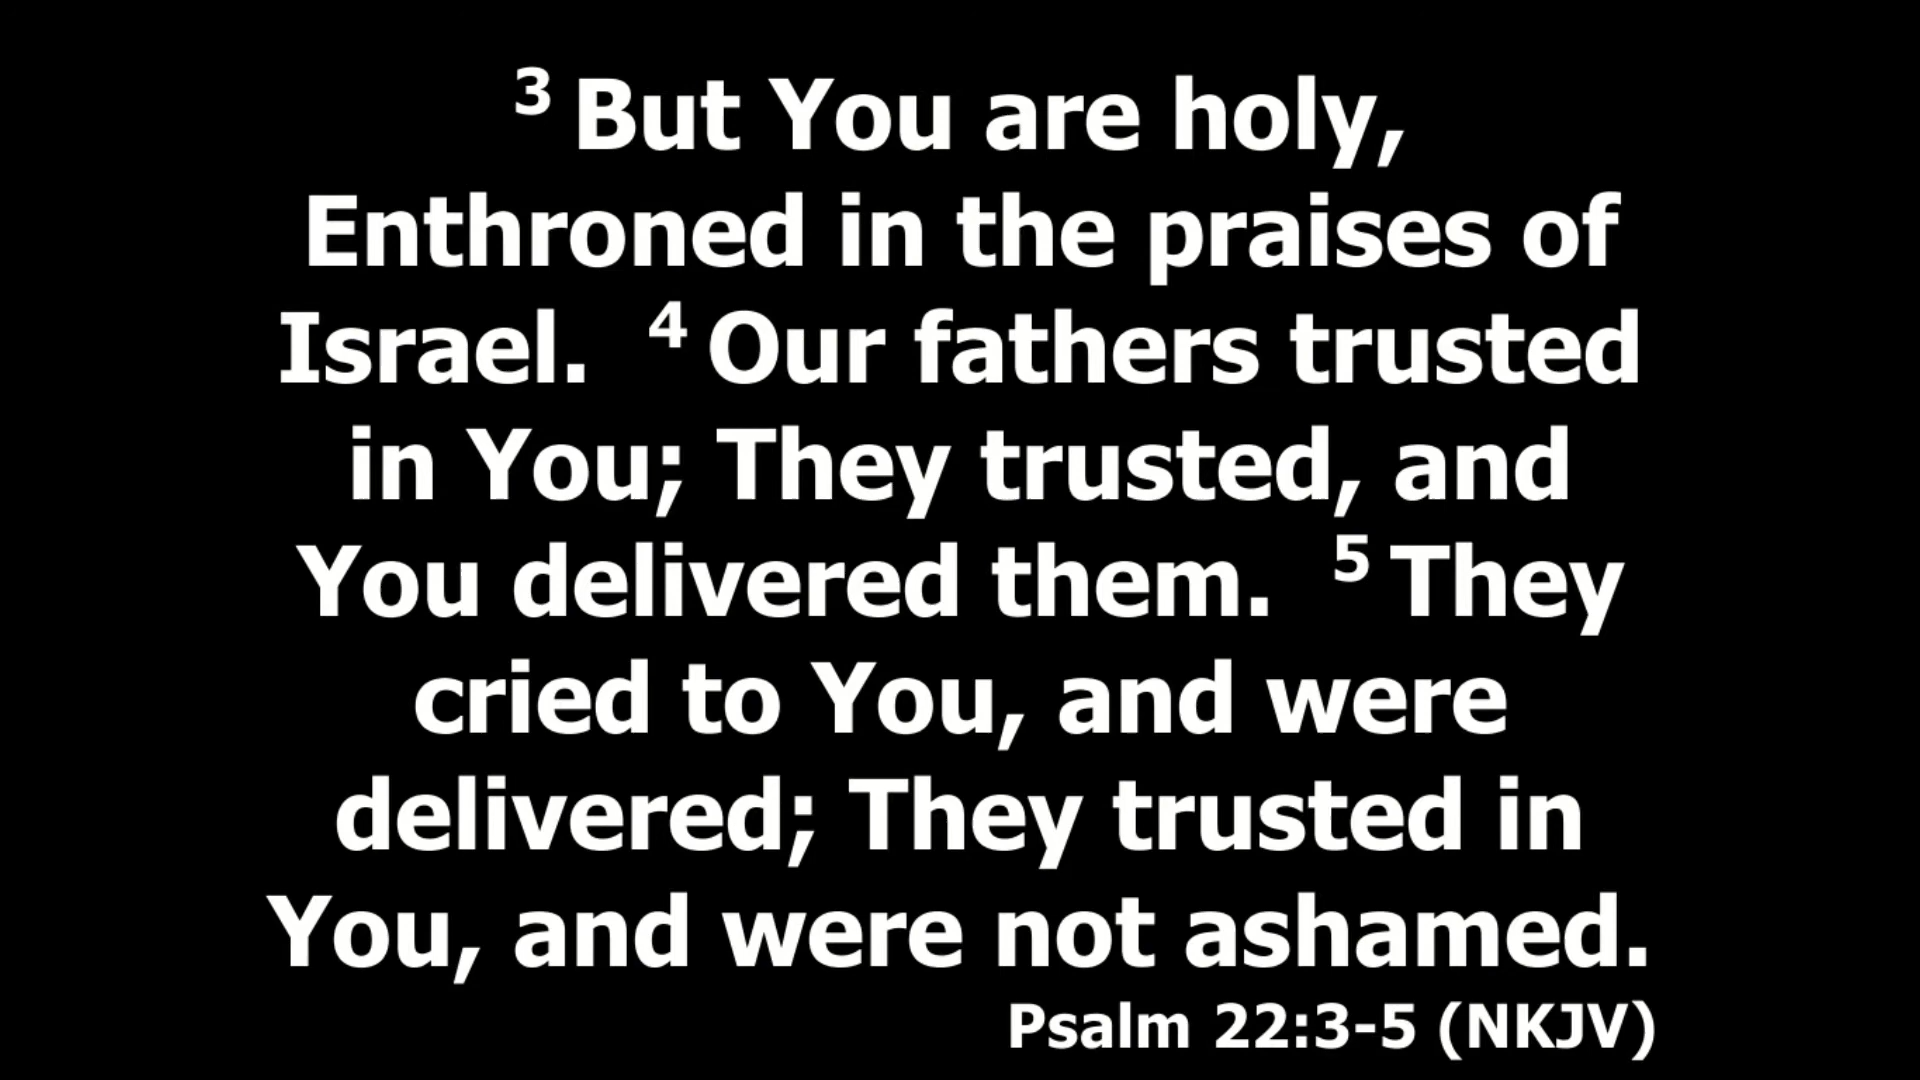 ³ But You are holy,
Enthroned in the praises of
Israel. ⁴ Our fathers trusted
in You; They trusted, and
You delivered them. ⁵ They
cried to You, and were
delivered; They trusted in
You, and were not ashamed.
Psalm 22:3-5 (NKJV)